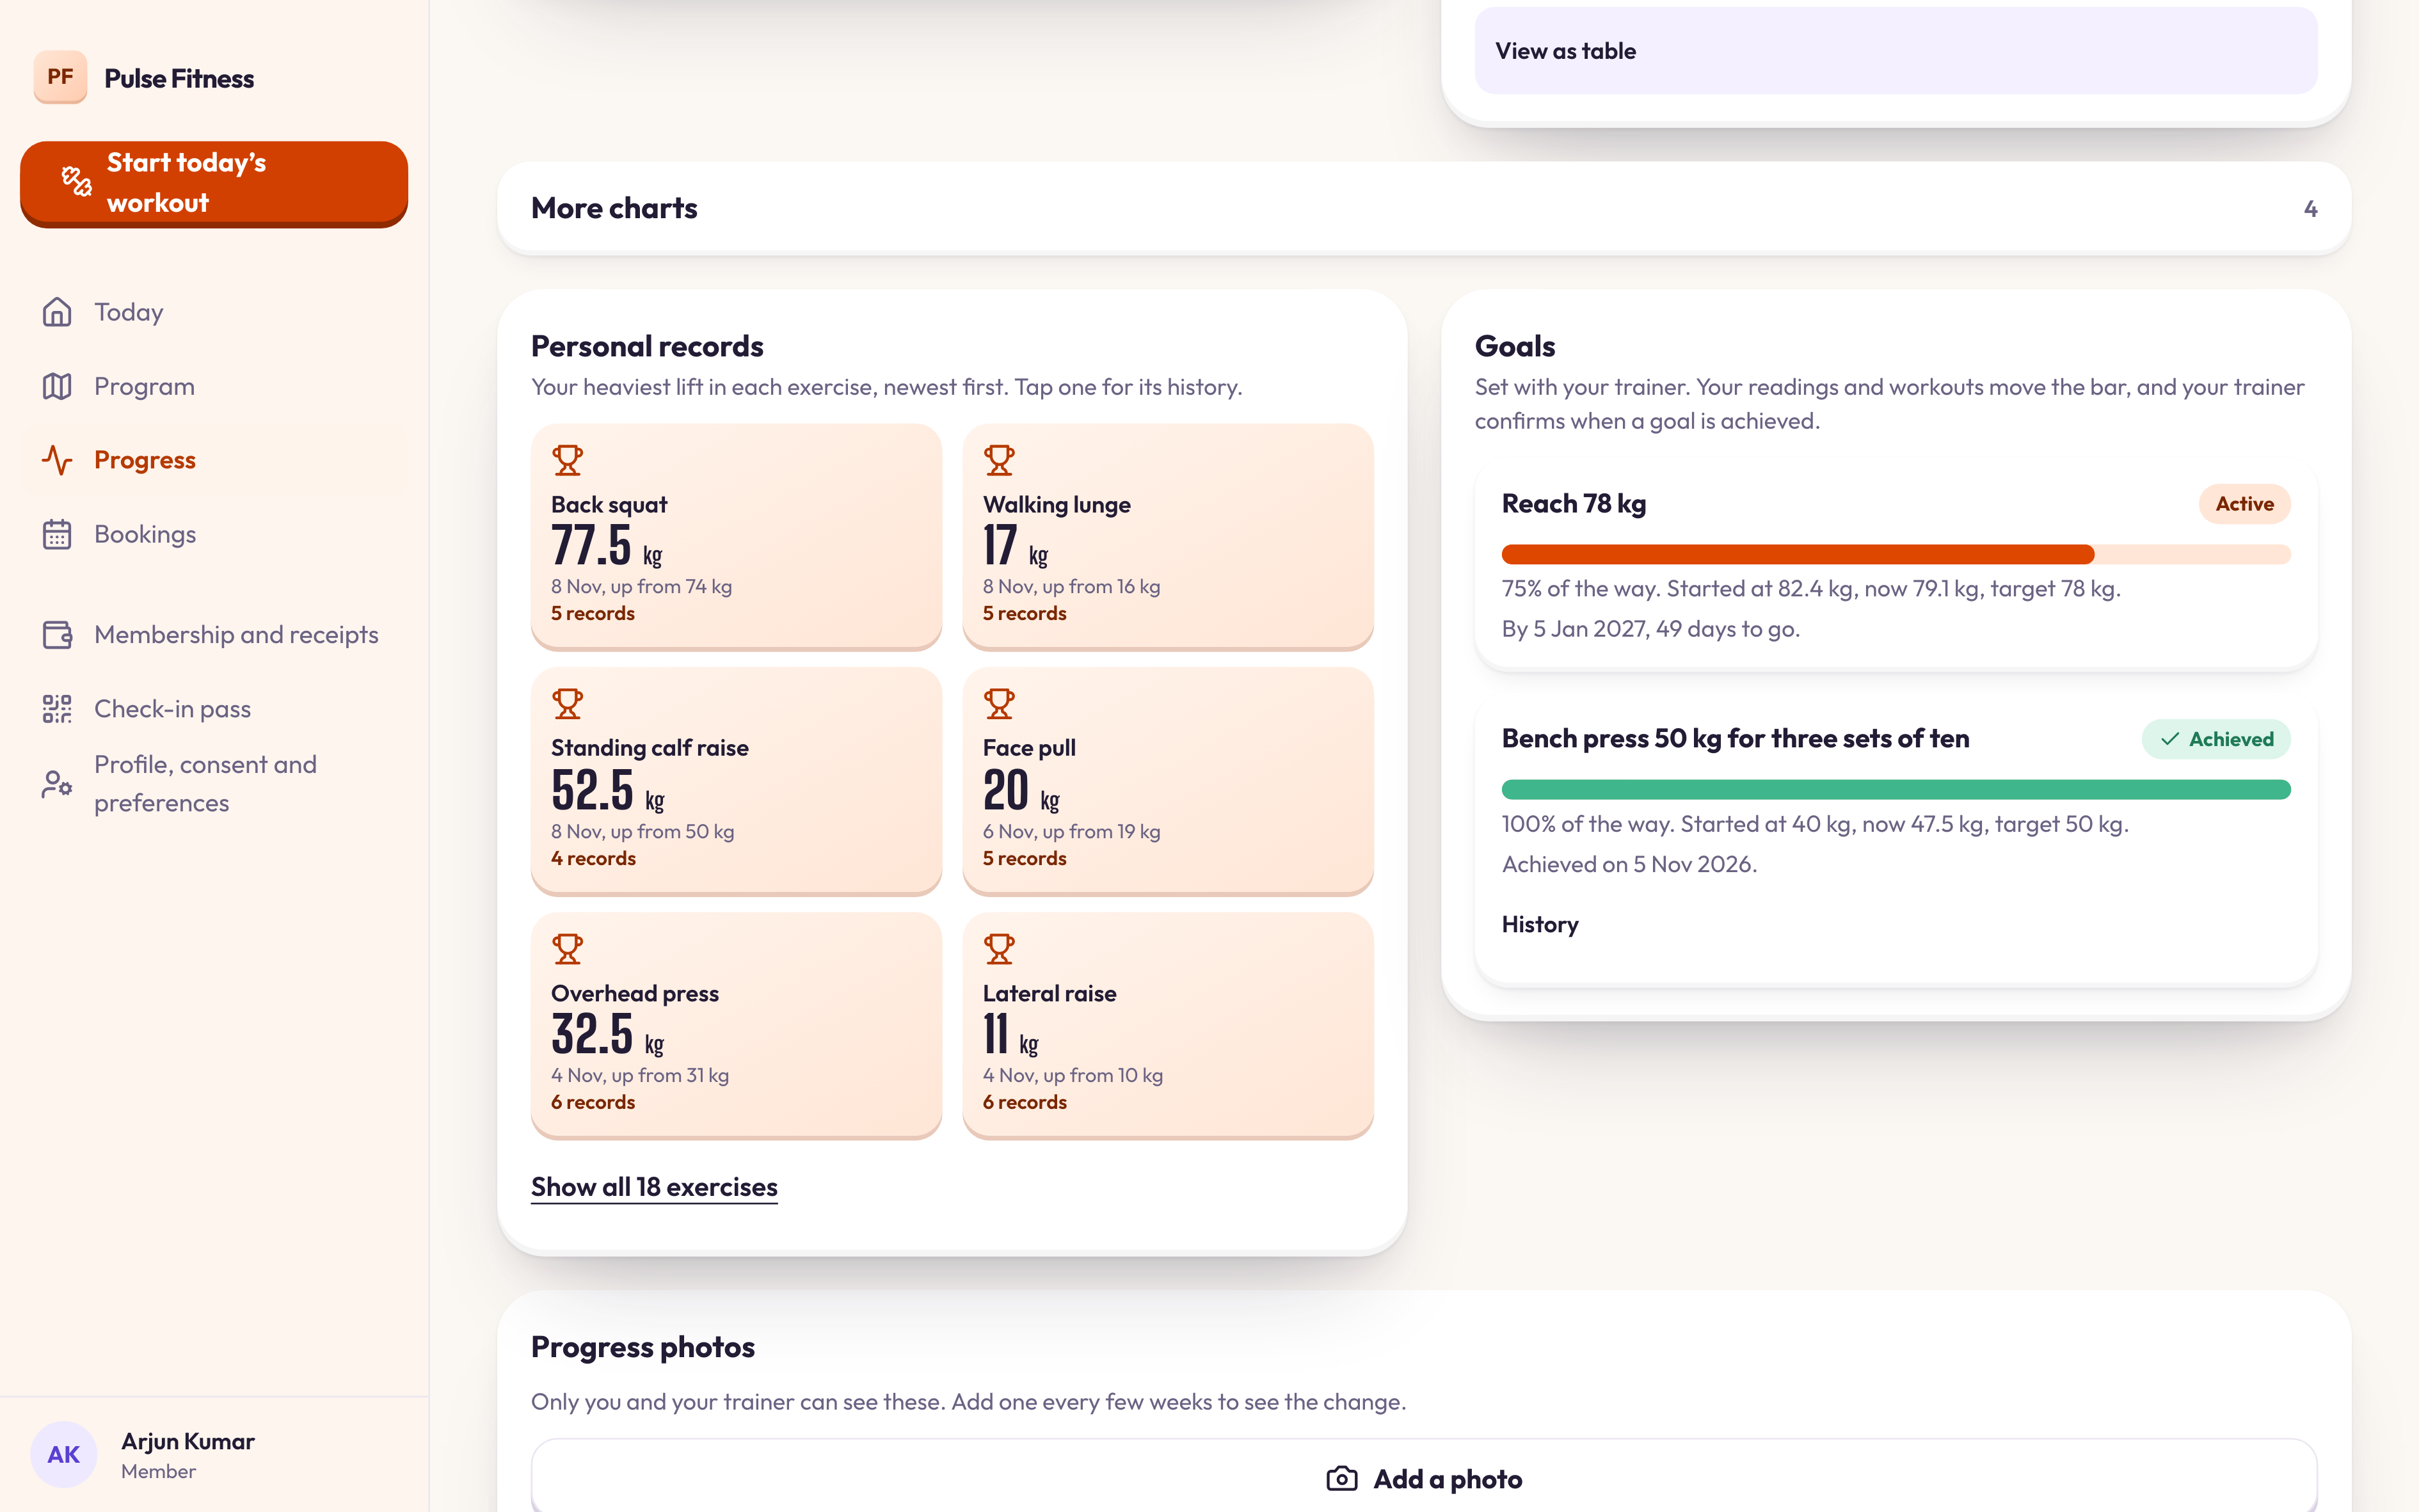 PF
Pulse Fitness
Start today’s
workout
Today
Program
Progress
Bookings
Membership and receipts
Check-in pass
Profile, consent and
preferences
AK
Arjun Kumar
Member
View as table
More charts
4
Personal records
Your heaviest lift in each exercise, newest first. Tap one for its history.
Back squat
77.5 kg
8 Nov, up from 74 kg
5 records
Walking lunge
17 kg
8 Nov, up from 16 kg
5 records
Standing calf raise
52.5 kg
8 Nov, up from 50 kg
4 records
Face pull
20 kg
6 Nov, up from 19 kg
5 records
Overhead press
32.5 kg
4 Nov, up from 31 kg
6 records
Lateral raise
11 kg
4 Nov, up from 10 kg
6 records
Show all 18 exercises
Goals
Set with your trainer. Your readings and workouts move the bar, and your trainer
confirms when a goal is achieved.
Reach 78 kg
Active
75% of the way. Started at 82.4 kg, now 79.1 kg, target 78 kg.
By 5 Jan 2027, 49 days to go.
Bench press 50 kg for three sets of ten
Achieved
100% of the way. Started at 40 kg, now 47.5 kg, target 50 kg.
Achieved on 5 Nov 2026.
History
Progress photos
Only you and your trainer can see these. Add one every few weeks to see the change.
Add a photo